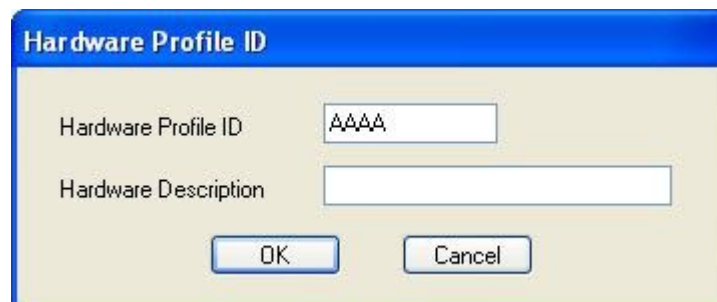 Hardware Profile ID
Hardware Profile ID AAAA
Hardware Description
OK Cancel